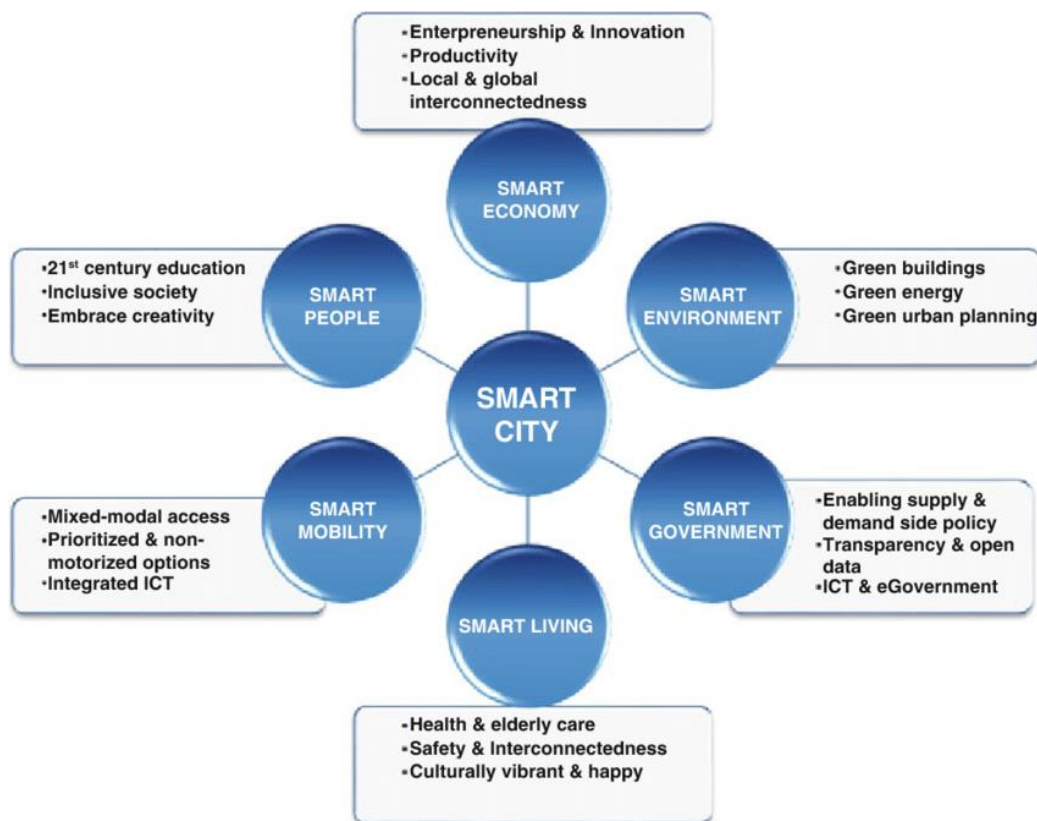 ▪Enterpreneurship & Innovation
▪Productivity
▪Local & global
interconnectedness
SMART
ECONOMY
•21st century education
•Inclusive society
•Embrace creativity
SMART
PEOPLE
SMART
ENVIRONMENT
•Green buildings
•Green energy
•Green urban planning
SMART
CITY
•Mixed-modal access
•Prioritized & non-
motorized options
•Integrated ICT
SMART
MOBILITY
SMART
GOVERNMENT
•Enabling supply &
demand side policy
•Transparency & open
data
•ICT & eGovernment
SMART LIVING
▪Health & elderly care
▪Safety & Interconnectedness
▪Culturally vibrant & happy